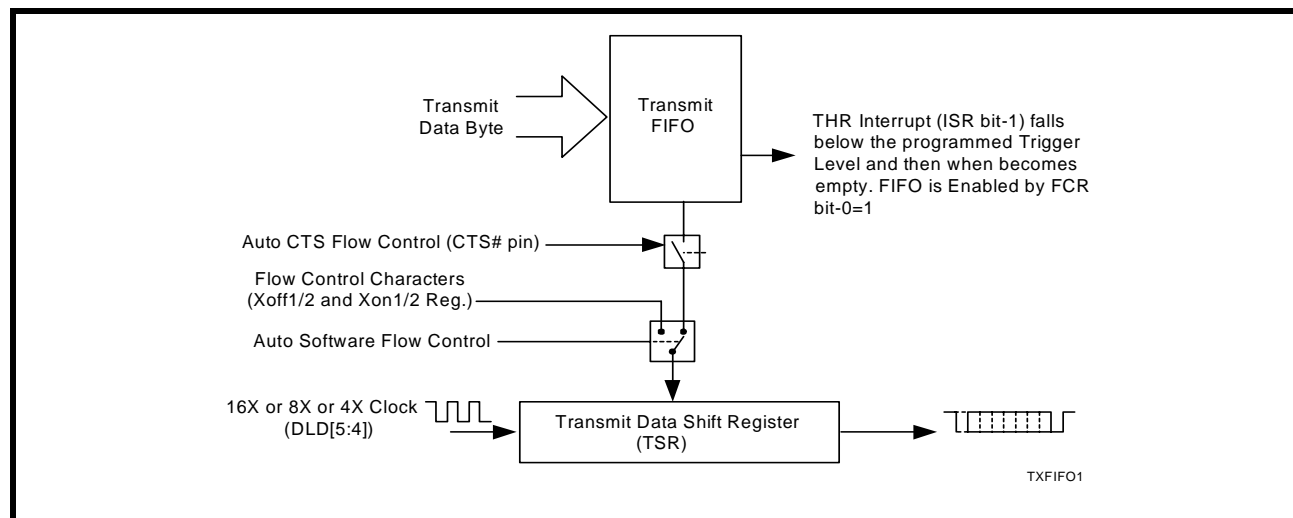 Transmit
Data Byte
Transmit
FIFO
THR Interrupt (ISR bit-1) falls
below the programmed Trigger
Level and then when becomes
empty. FIFO is Enabled by FCR
bit-0=1
Auto CTS Flow Control (CTS# pin)
Flow Control Characters
(Xoff1/2 and Xon1/2 Reg.)
Auto Software Flow Control
16X or 8X or 4X Clock
(DLD[5:4])
Transmit Data Shift Register
(TSR)
TXFIFO1